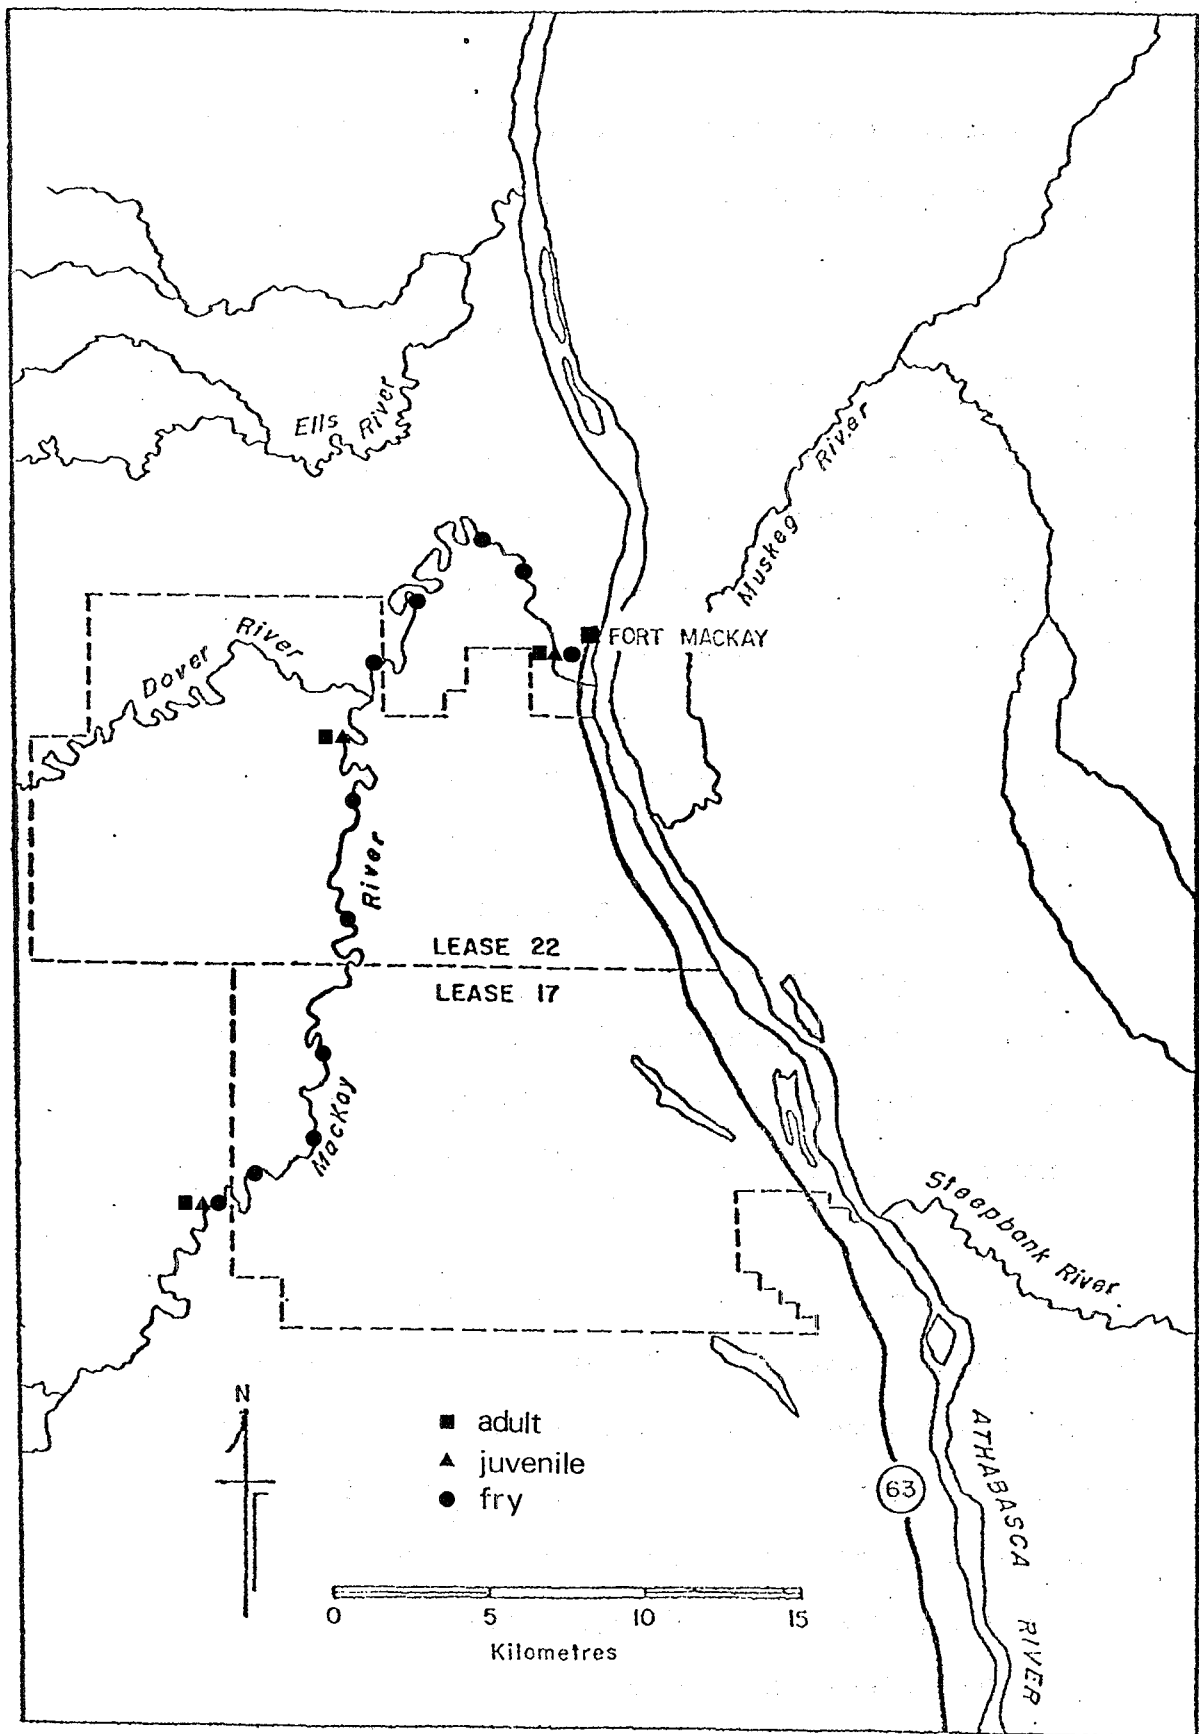 Ells River
Muskeg River
FORT MACKAY
Dover River
River
LEASE 22
LEASE 17
MacKay
Steepbank River
N
adult
juvenile
fry
63
ATHABASCA RIVER
0 5 10 15
Kilometres